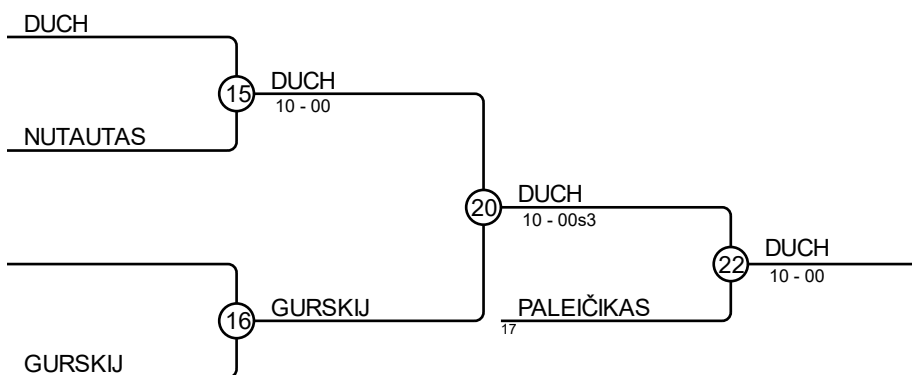 DUCH
15
DUCH
10 - 00
NUTAUTAS
20
DUCH
10 - 00s3
22
DUCH
10 - 00
16
GURSKIJ
PALEIČIKAS
17
GURSKIJ